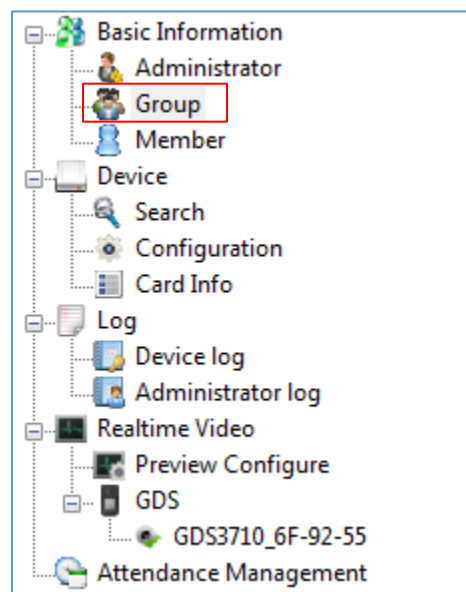 Basic Information
Administrator
Group
Member
Device
Search
Configuration
Card Info
Log
Device log
Administrator log
Realtime Video
Preview Configure
GDS
GDS3710_6F-92-55
Attendance Management